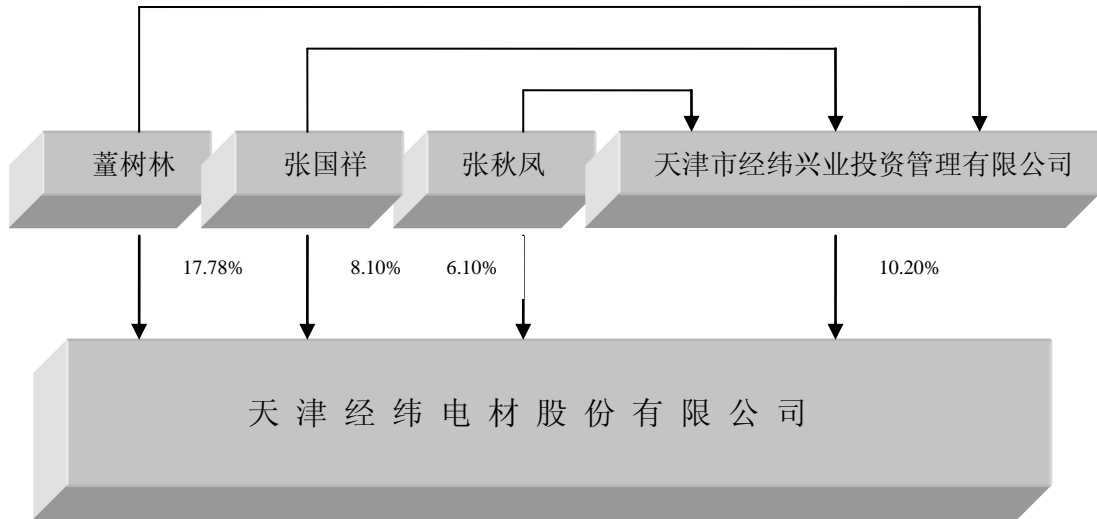 董树林
张国祥
张秋凤
天津市经纬兴业投资管理有限公司
17.78%
8.10%
6.10%
10.20%
天津经纬电材股份有限公司